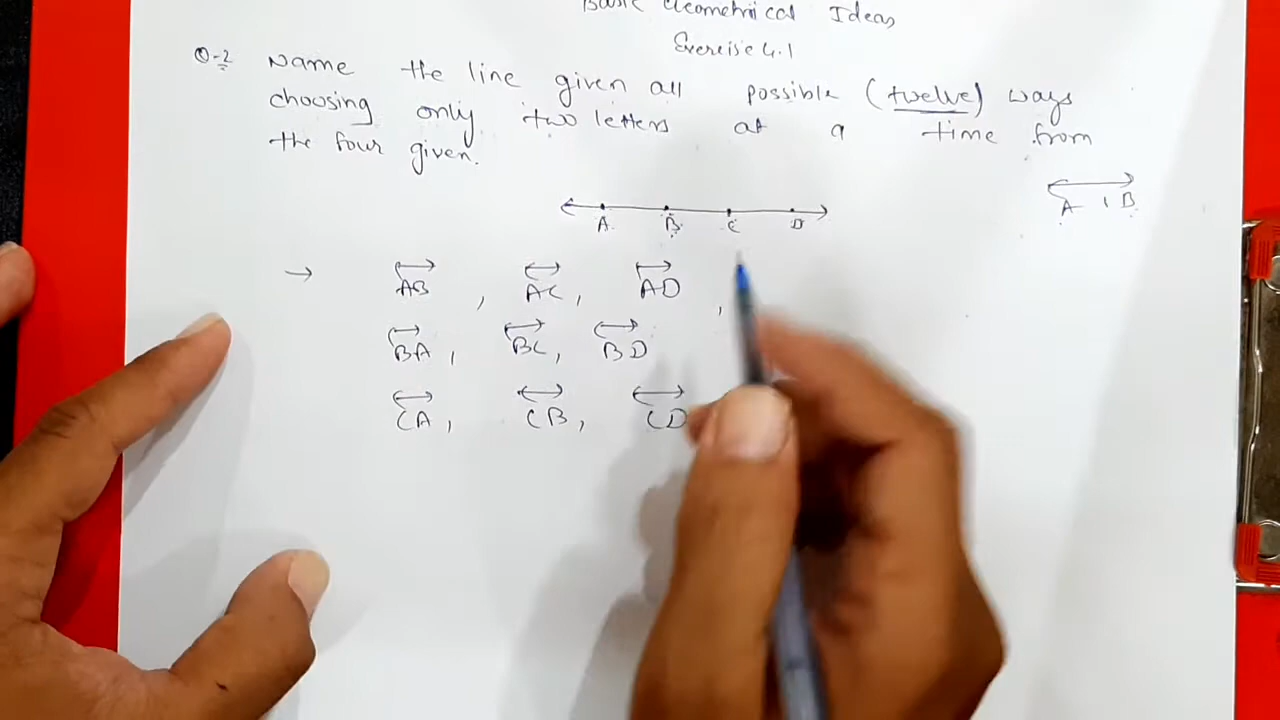 Basic Geometrical Ideas
Exercise 4.1
Q-2 Name the line given all possible (twelve) ways
choosing only two letters at a time from
the four given.
A B
A B C D
→ AB, AC, AD,
BA, BC, BD
CA, CB, CD